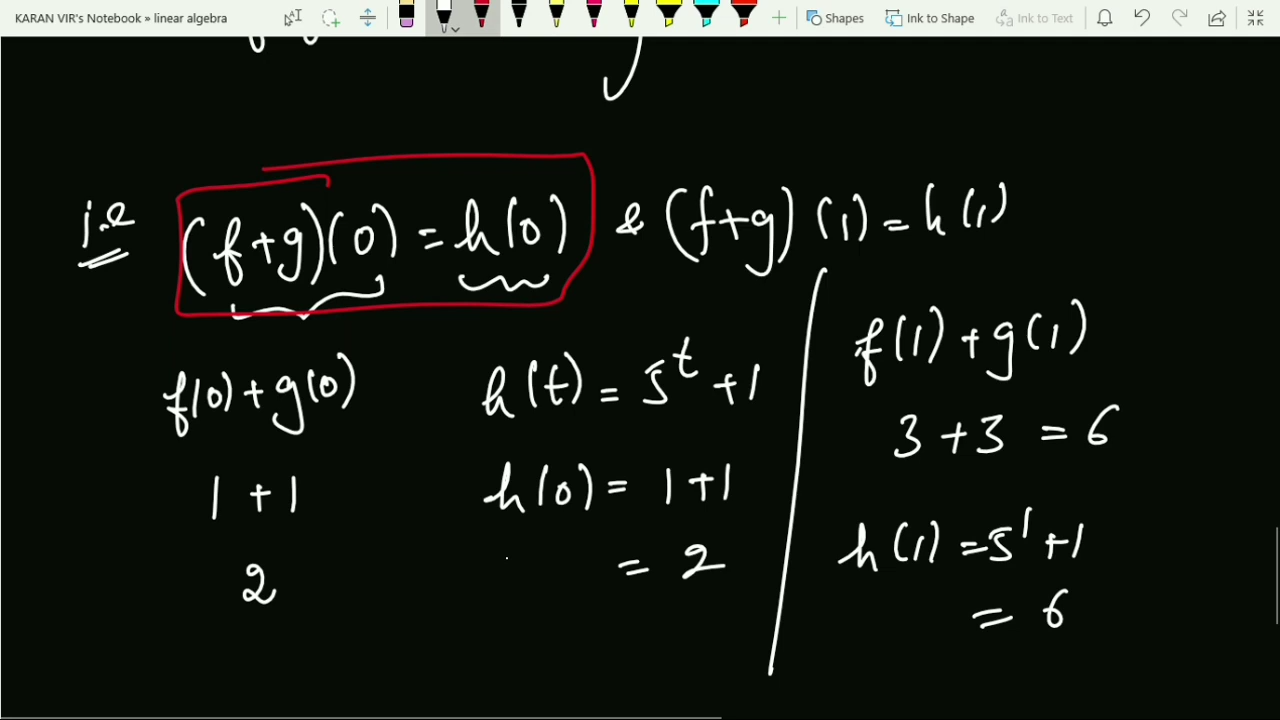 KARAN VIR's Notebook » linear algebra
Shapes
Ink to Shape
Ink to Text
i.e (f+g)(0) = h(0) & (f+g)(1) = h(1)
f(0) + g(0)
1 + 1
2
h(t) = 5^t + 1
h(0) = 1 + 1
= 2
f(1) + g(1)
3 + 3 = 6
h(1) = 5^1 + 1
= 6